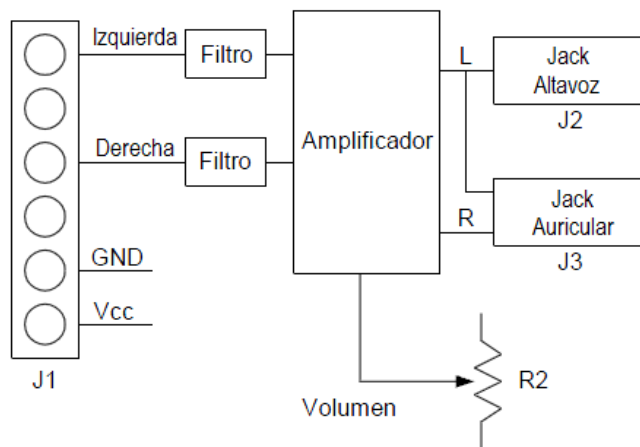 Izquierda
Filtro
Derecha
Filtro
GND
Vcc
J1
Amplificador
L
R
Jack
Altavoz
J2
Jack
Auricular
J3
Volumen
R2